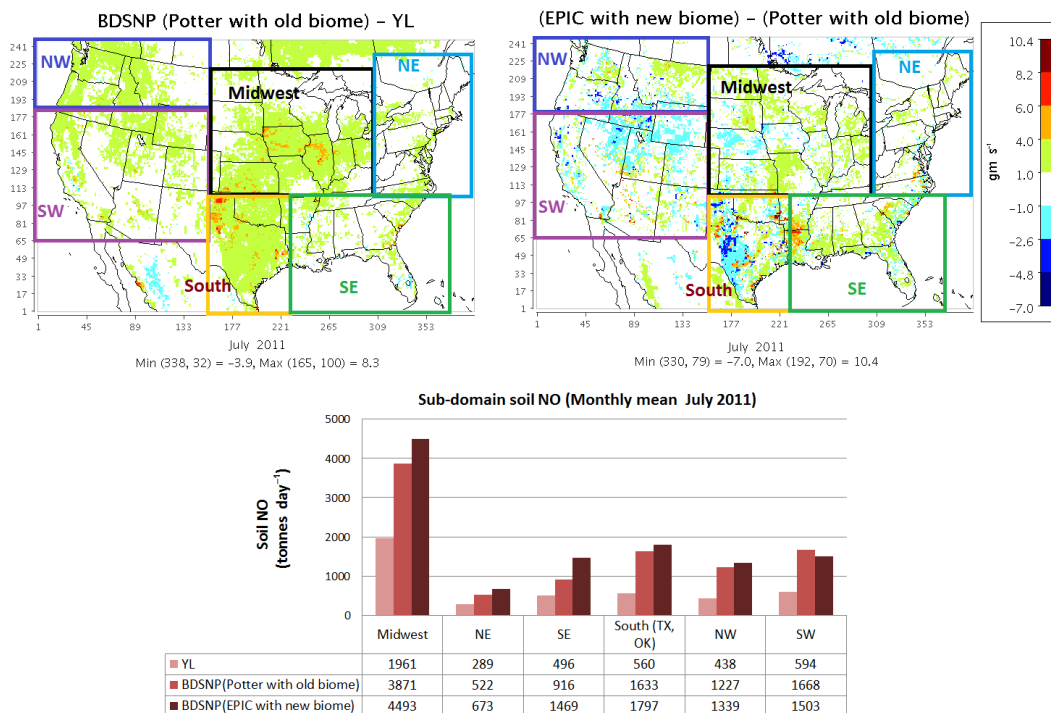 BDSNP (Potter with old biome) – YL
241
225
209
193
177
161
145
129
113
97
81
65
49
33
17
1
NW
NE
Midwest
SW
South
SE
1 45 89 133 177 221 265 309 353
July 2011
Min (338, 32) = –3.9, Max (165, 100) = 8.3
(EPIC with new biome) – (Potter with old biome)
241
225
209
193
177
161
145
129
113
97
81
65
49
33
17
1
NW
NE
Midwest
SW
South
SE
1 45 89 133 177 221 265 309 353
July 2011
Min (330, 79) = –7.0, Max (192, 70) = 10.4
10.4
8.2
6.0
4.0
1.0
–1.0
–2.6
–4.8
–7.0
gm s⁻¹
Sub-domain soil NO (Monthly mean July 2011)
Soil NO
(tonnes day⁻¹)
5000
4000
3000
2000
1000
0
Midwest NE SE South (TX, OK) NW SW
YL 1961 289 496 560 438 594
BDSNP(Potter with old biome) 3871 522 916 1633 1227 1668
BDSNP(EPIC with new biome) 4493 673 1469 1797 1339 1503